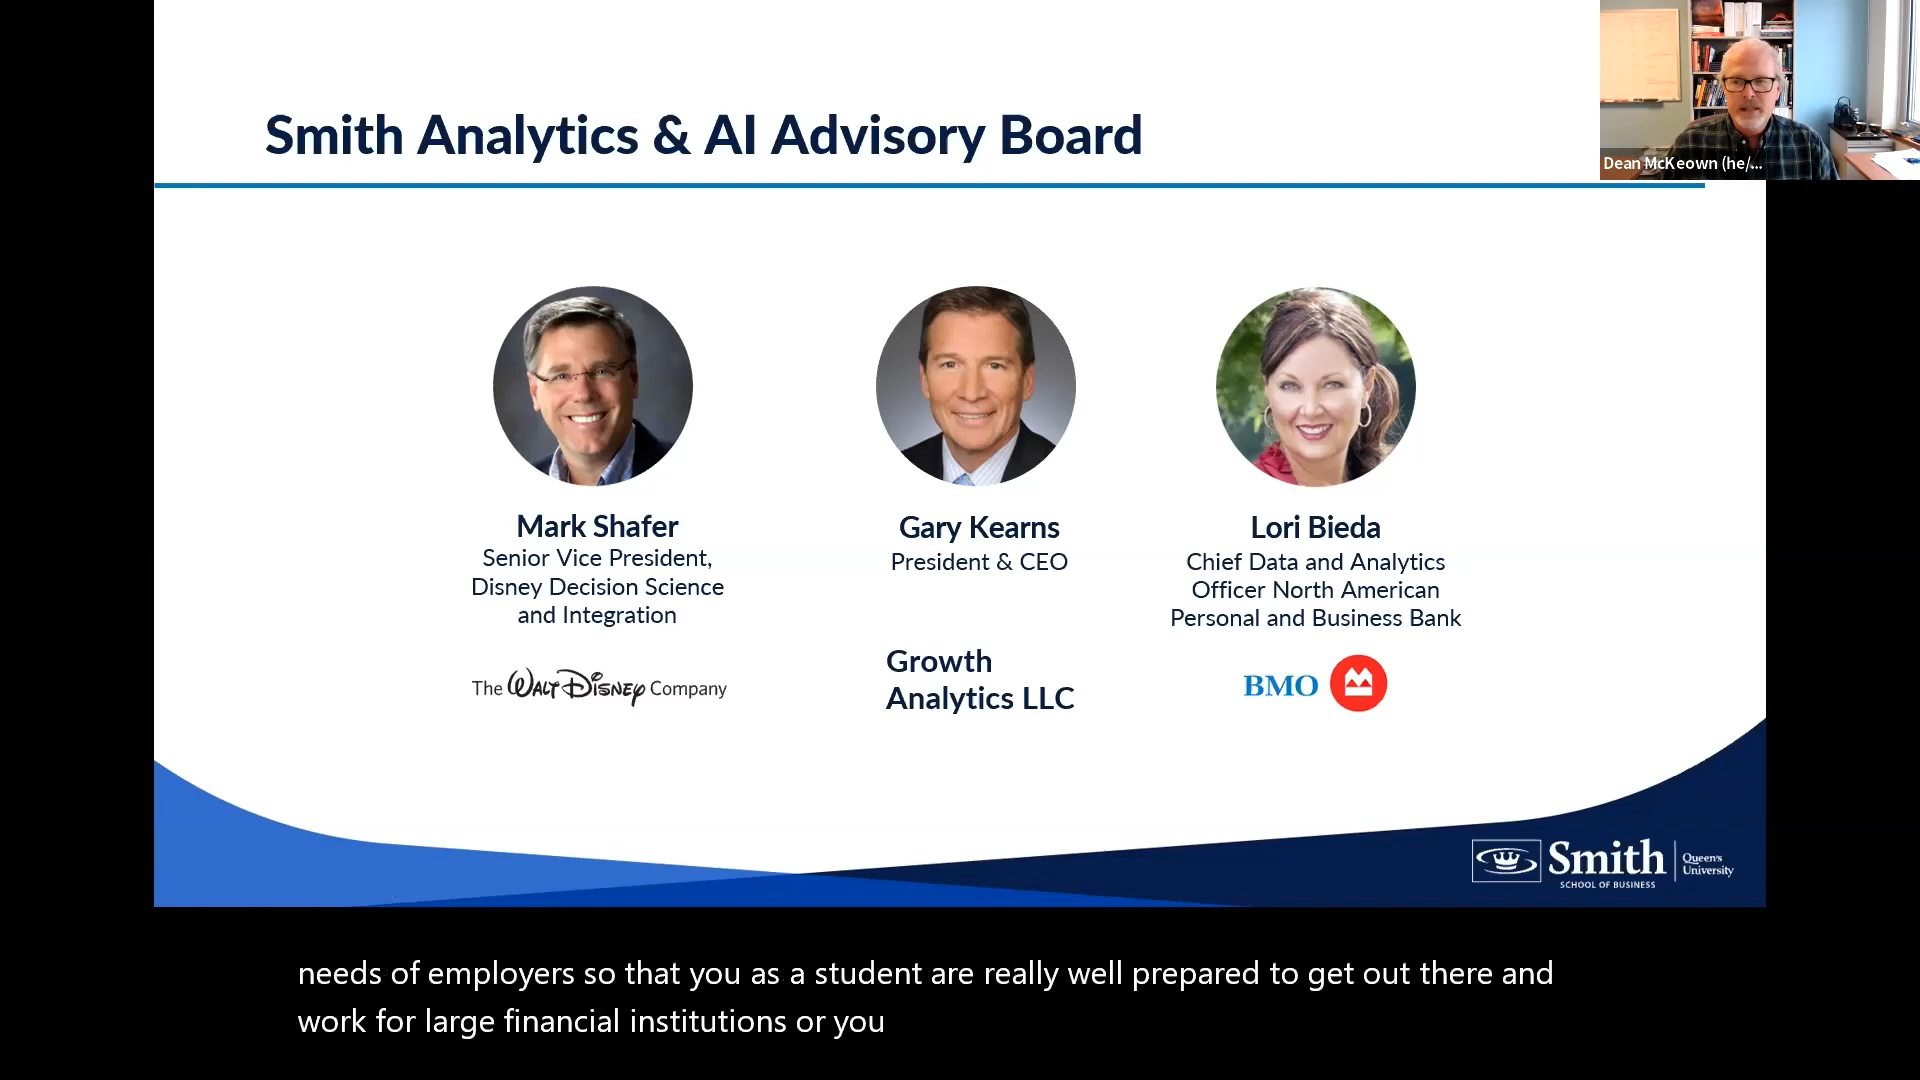 Smith Analytics & AI Advisory Board
Dean McKeown (he/...
Mark Shafer
Senior Vice President,
Disney Decision Science
and Integration
The Walt Disney Company
Gary Kearns
President & CEO
Growth
Analytics LLC
Lori Bieda
Chief Data and Analytics
Officer North American
Personal and Business Bank
BMO
Smith
SCHOOL OF BUSINESS
Queen's
University
needs of employers so that you as a student are really well prepared to get out there and
work for large financial institutions or you